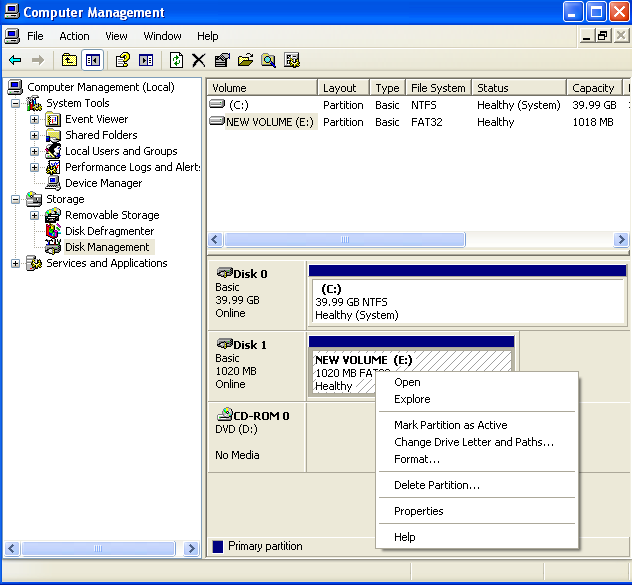 Computer Management
File Action View Window Help
Computer Management (Local)
System Tools
Event Viewer
Shared Folders
Local Users and Groups
Performance Logs and Alerts
Device Manager
Storage
Removable Storage
Disk Defragmenter
Disk Management
Services and Applications
Volume Layout Type File System Status Capacity
(C:) Partition Basic NTFS Healthy (System) 39.99 GB
NEW VOLUME (E:) Partition Basic FAT32 Healthy 1018 MB
Disk 0
Basic
39.99 GB
Online
(C:)
39.99 GB NTFS
Healthy (System)
Disk 1
Basic
1020 MB
Online
NEW VOLUME (E:)
1020 MB FAT32
Healthy
CD-ROM 0
DVD (D:)
No Media
Open
Explore
Mark Partition as Active
Change Drive Letter and Paths...
Format...
Delete Partition...
Properties
Help
Primary partition